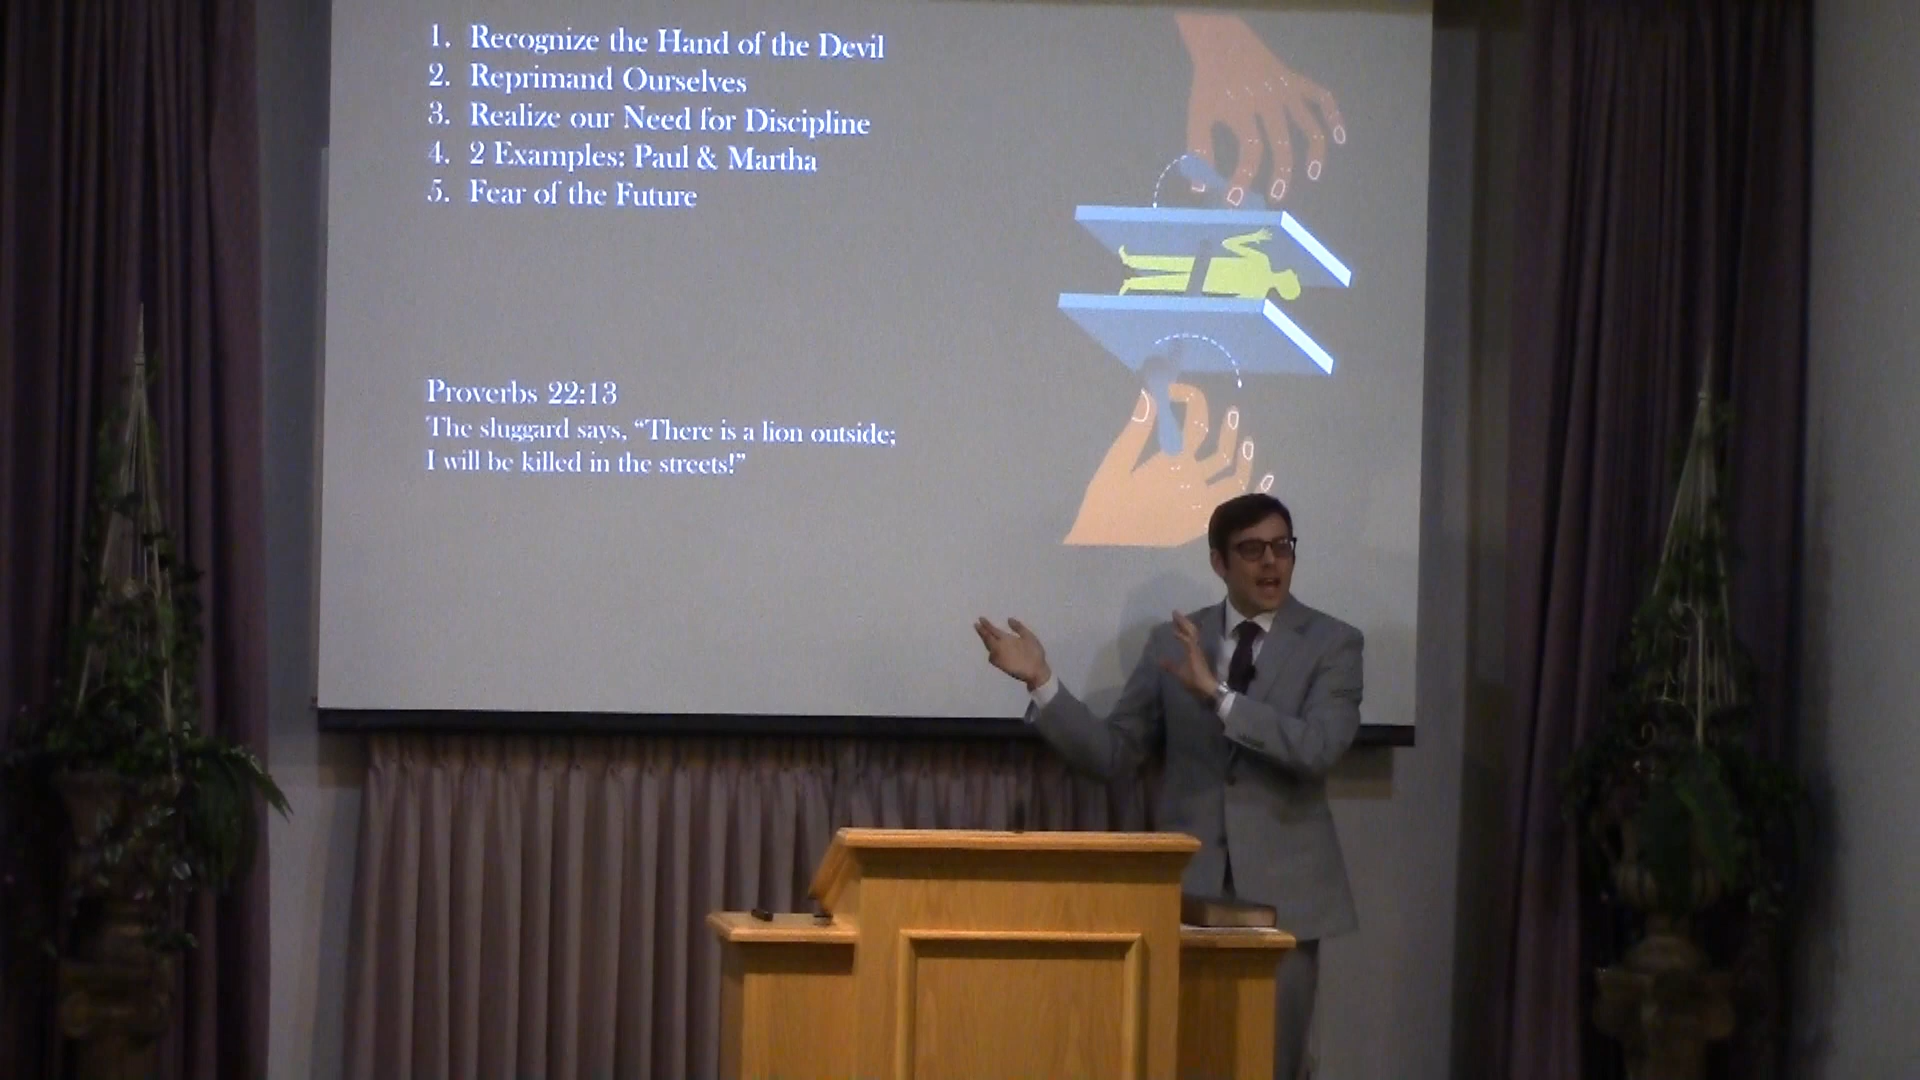 1. Recognize the Hand of the Devil
2. Reprimand Ourselves
3. Realize our Need for Discipline
4. 2 Examples: Paul & Martha
5. Fear of the Future
Proverbs 22:13
The sluggard says, “There is a lion outside;
I will be killed in the streets!”